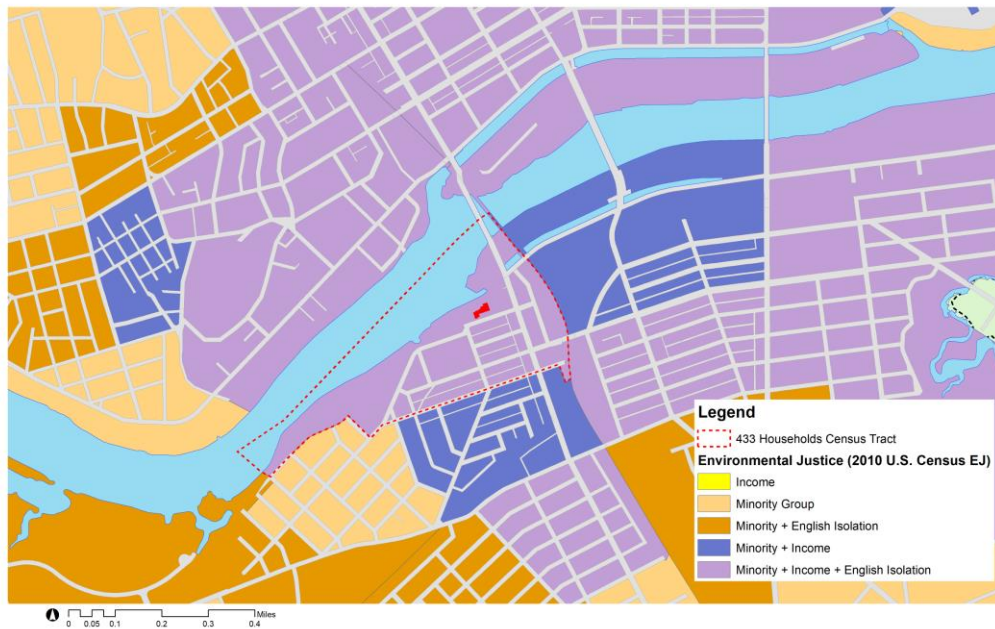 Legend
433 Households Census Tract
Environmental Justice (2010 U.S. Census EJ)
Income
Minority Group
Minority + English Isolation
Minority + Income
Minority + Income + English Isolation
Miles
0 0.05 0.1 0.2 0.3 0.4